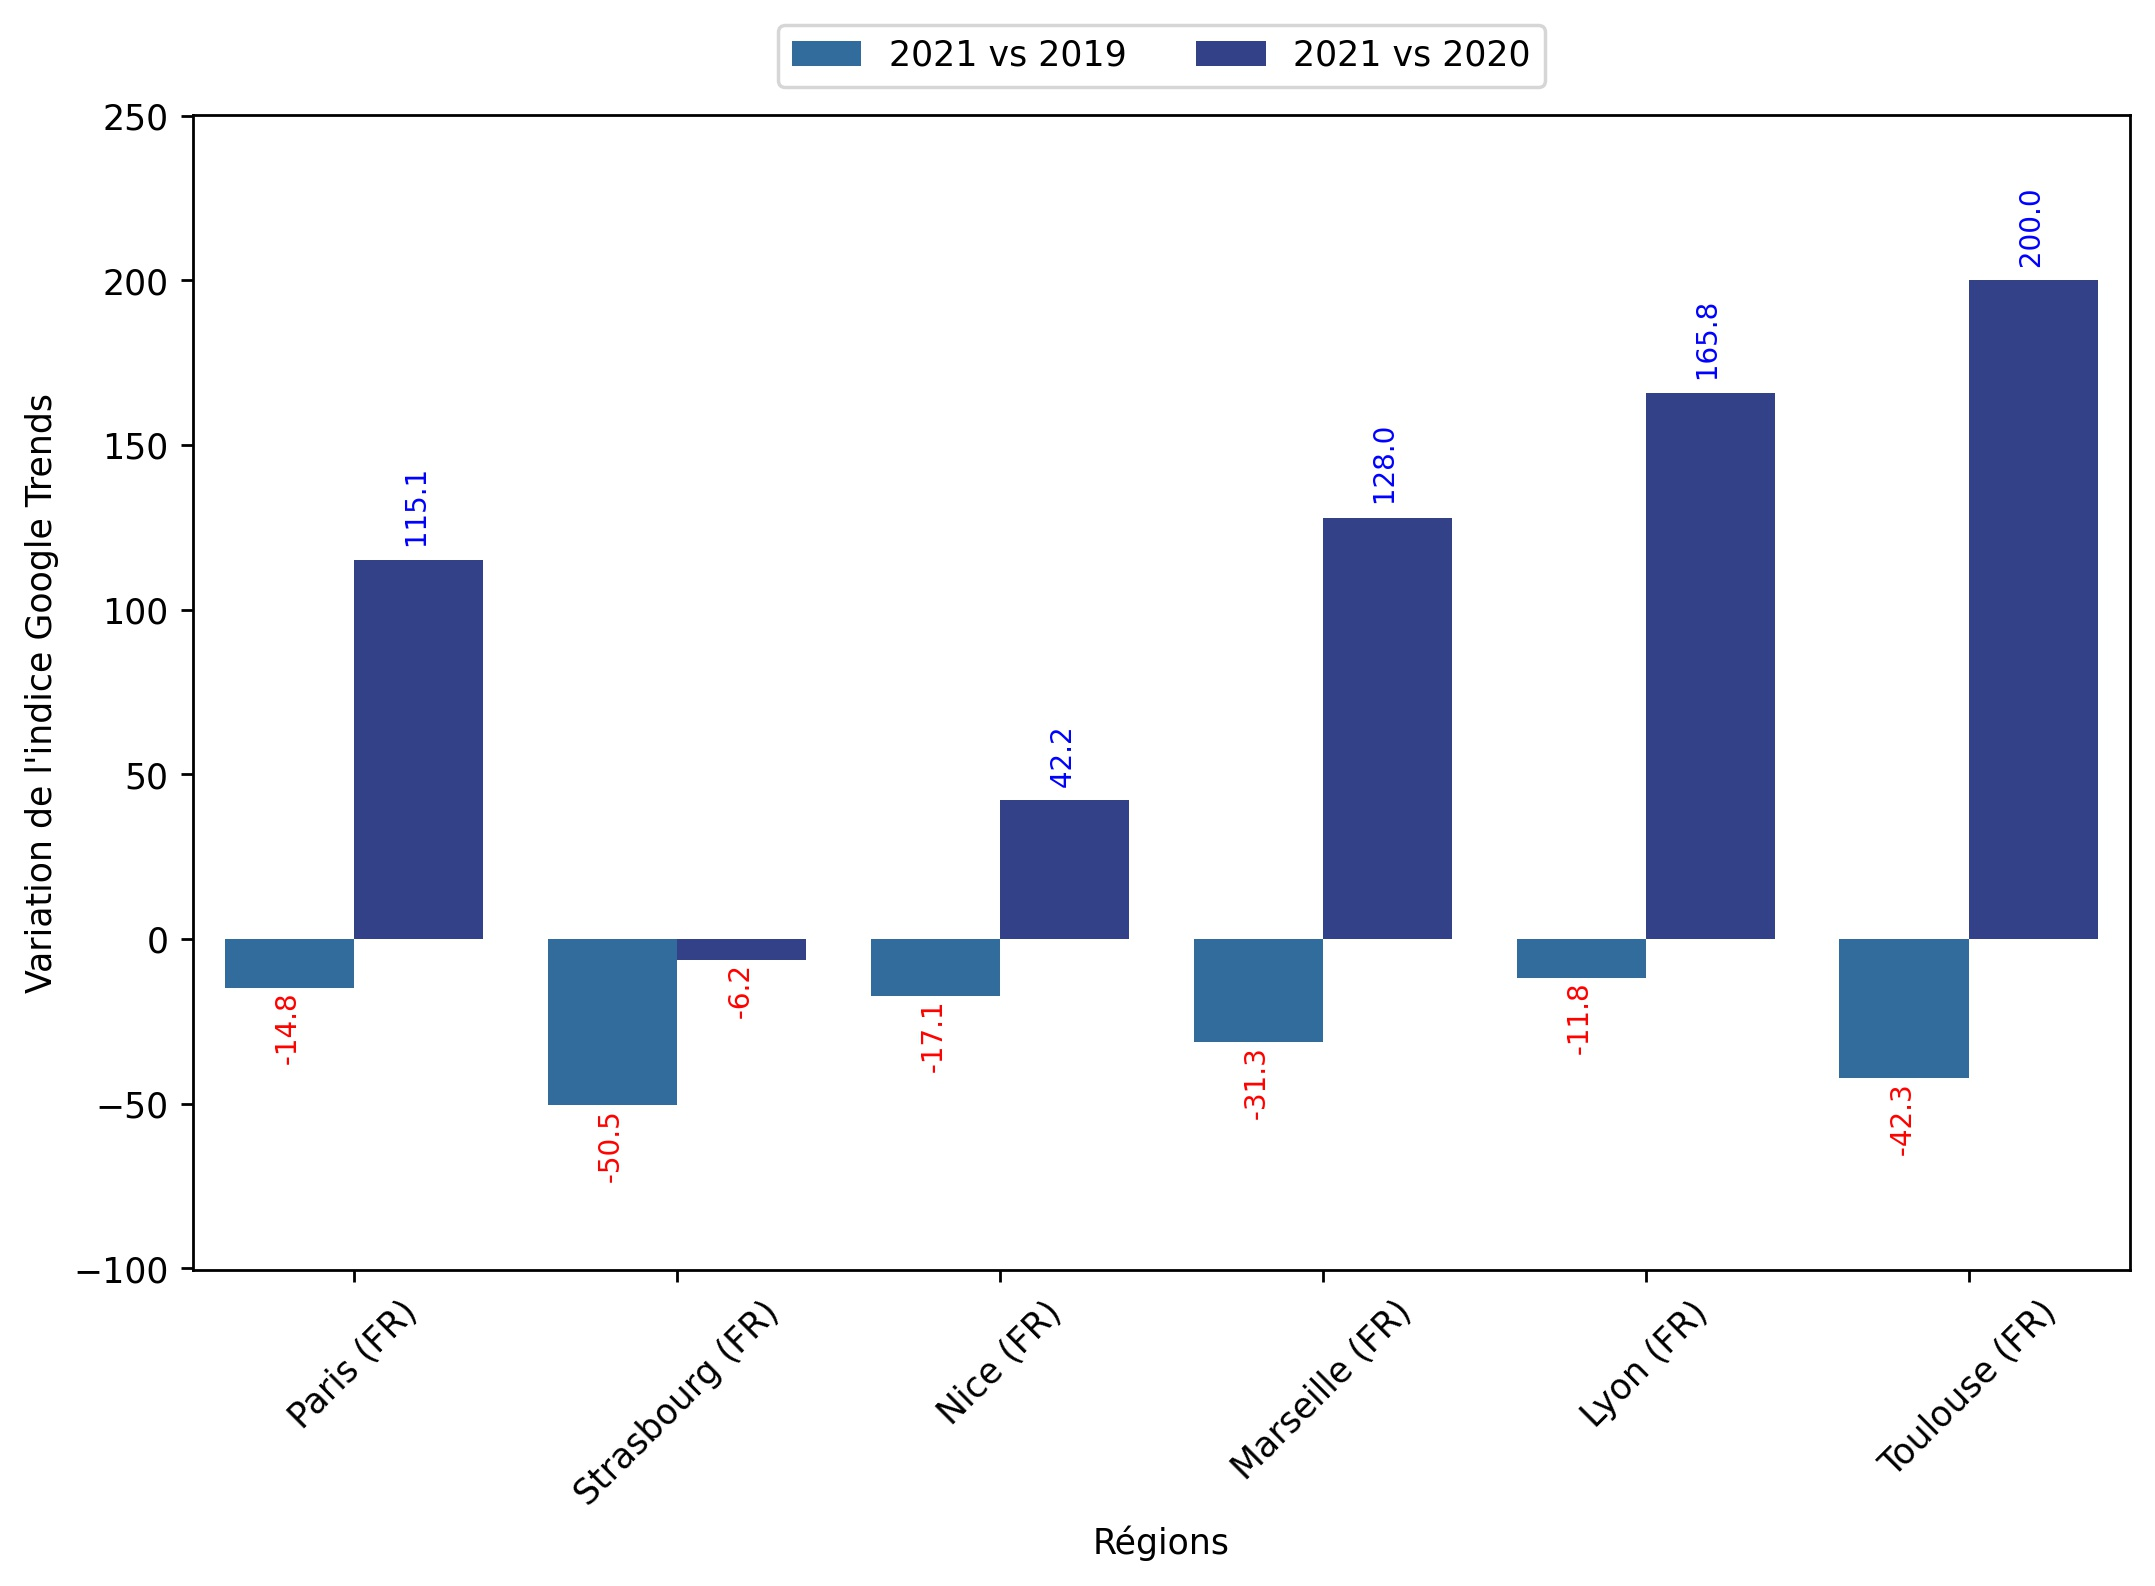 2021 vs 2019
2021 vs 2020
Variation de l'indice Google Trends
250
200
150
100
50
0
−50
−100
-14.8
115.1
-50.5
-6.2
-17.1
42.2
-31.3
128.0
-11.8
165.8
-42.3
200.0
Paris (FR)
Strasbourg (FR)
Nice (FR)
Marseille (FR)
Lyon (FR)
Toulouse (FR)
Régions